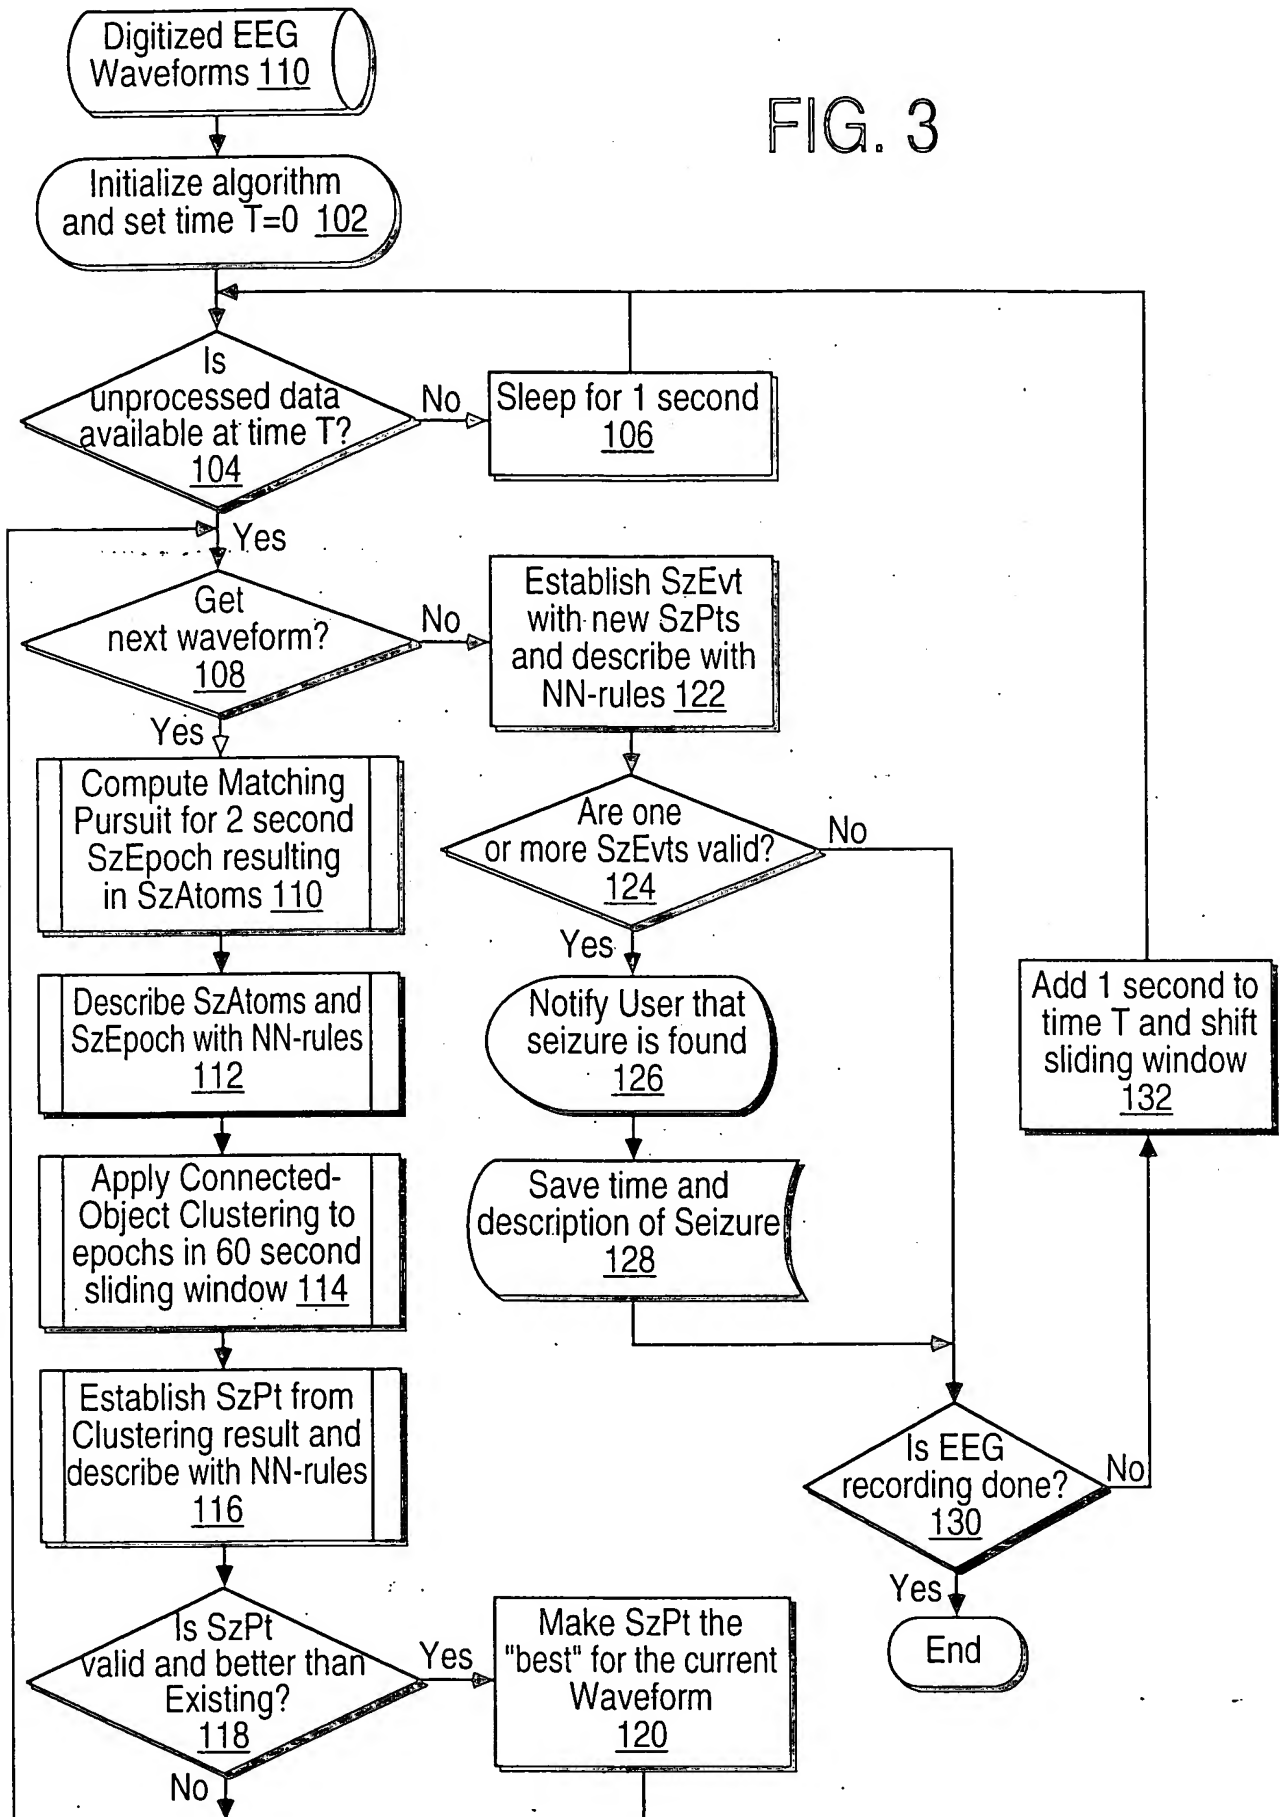 Digitized EEG
Waveforms 110
FIG. 3
Initialize algorithm
and set time T=0 102
Is
unprocessed data
available at time T?
104
No
Sleep for 1 second
106
Yes
Get
next waveform?
108
No
Establish SzEvt
with new SzPts
and describe with
NN-rules 122
Yes
Compute Matching
Pursuit for 2 second
SzEpoch resulting
in SzAtoms 110
Are one
or more SzEvts valid?
124
No
Yes
Describe SzAtoms and
SzEpoch with NN-rules
112
Notify User that
seizure is found
126
Add 1 second to
time T and shift
sliding window
132
Apply Connected-
Object Clustering to
epochs in 60 second
sliding window 114
Save time and
description of Seizure
128
Establish SzPt from
Clustering result and
describe with NN-rules
116
Is EEG
recording done?
130
No
Yes
End
Is SzPt
valid and better than
Existing?
118
Yes
Make SzPt the
"best" for the current
Waveform
120
No